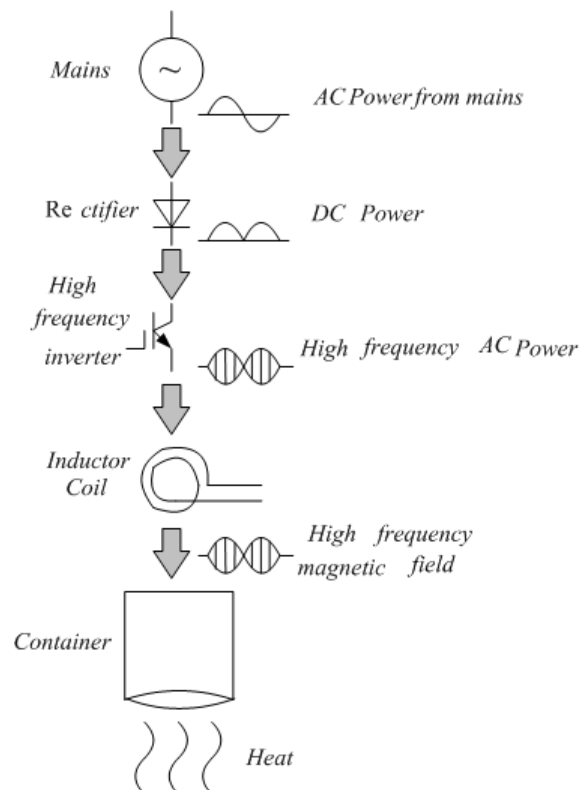 Mains
~
AC Power from mains
Re ctifier
DC Power
High
frequency
inverter
High frequency AC Power
Inductor
Coil
High frequency
magnetic field
Container
Heat